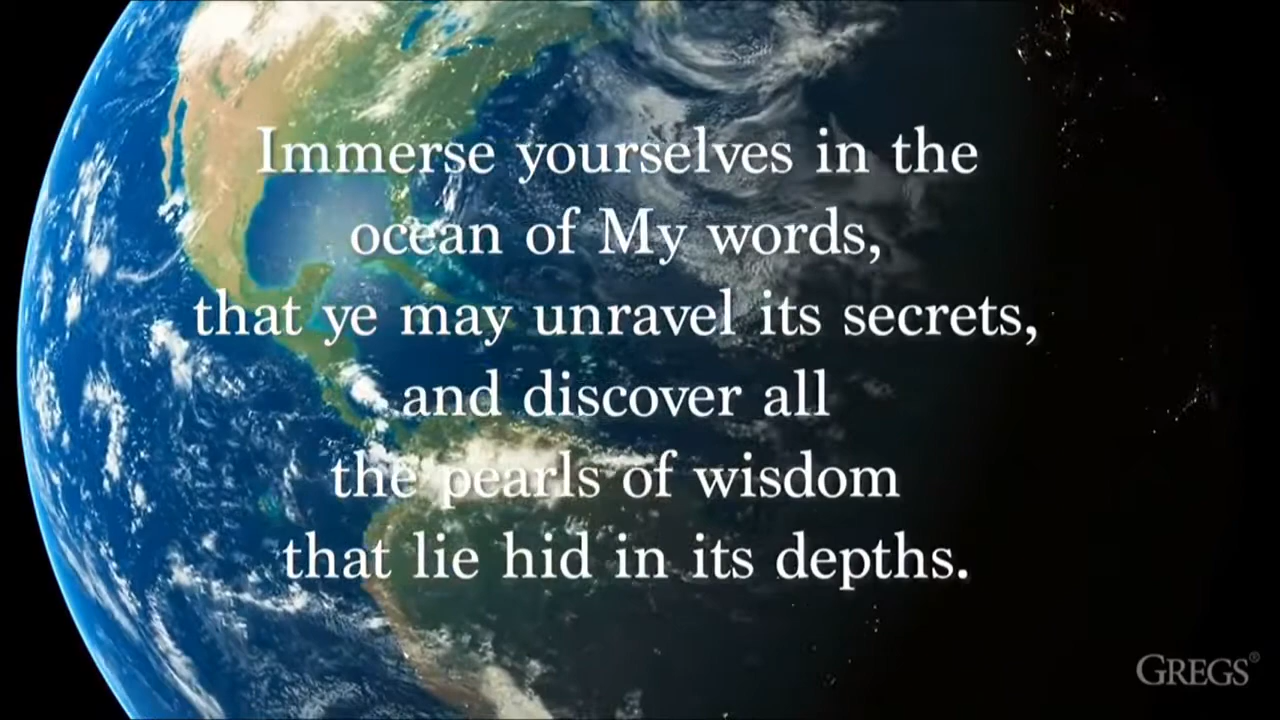 Immerse yourselves in the
ocean of My words,
that ye may unravel its secrets,
and discover all
the pearls of wisdom
that lie hid in its depths.
GREGS®